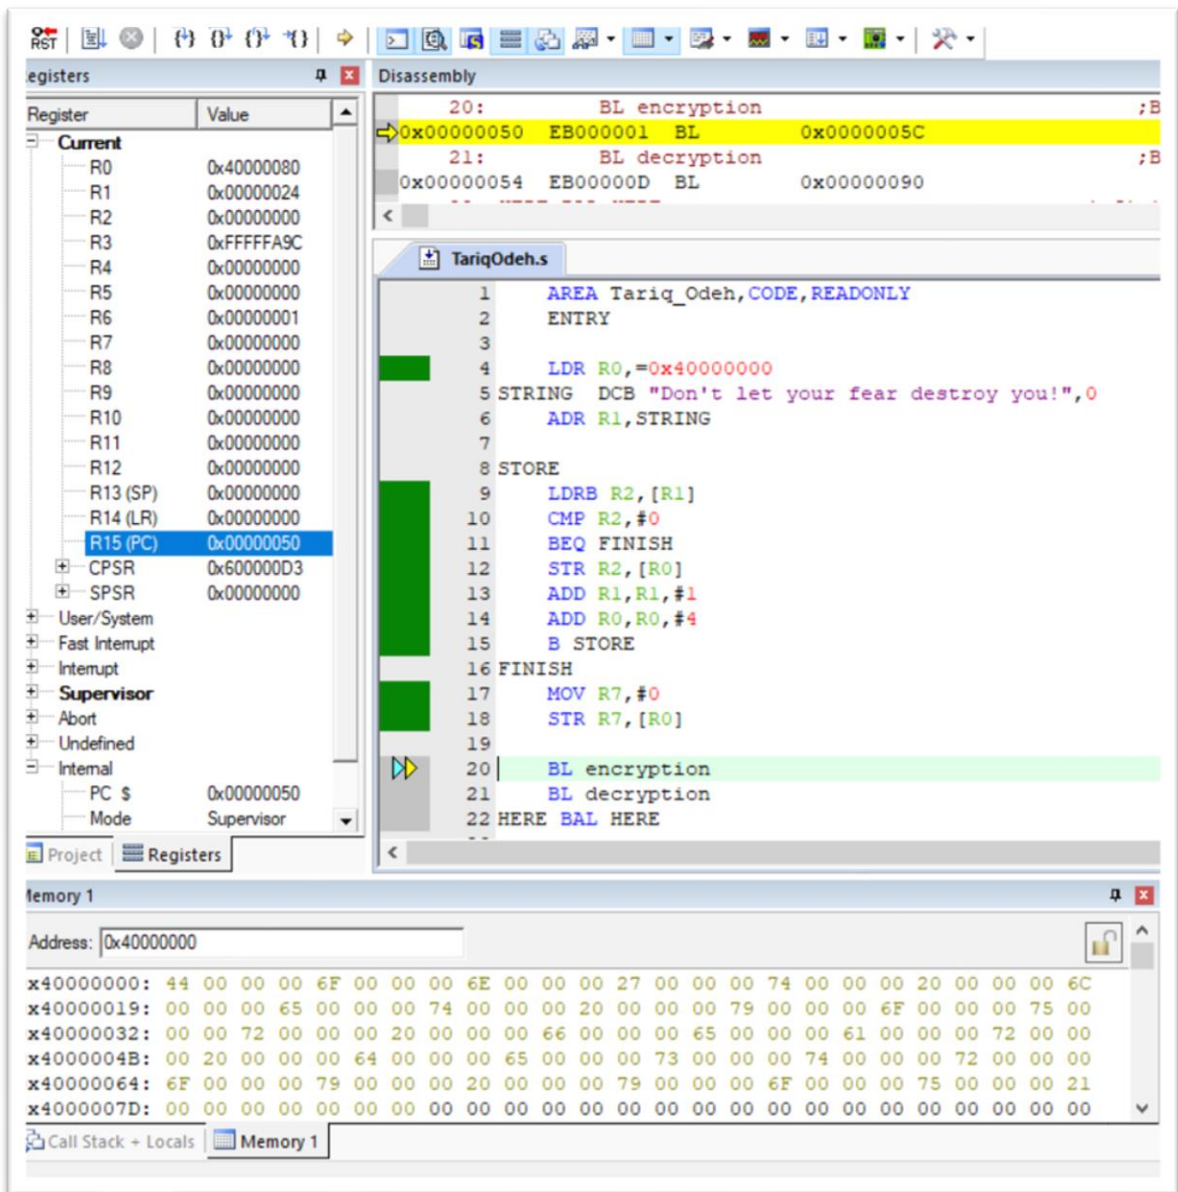 RST
egisters
Register Value
Current
R0 0x40000080
R1 0x00000024
R2 0x00000000
R3 0xFFFFFA9C
R4 0x00000000
R5 0x00000000
R6 0x00000001
R7 0x00000000
R8 0x00000000
R9 0x00000000
R10 0x00000000
R11 0x00000000
R12 0x00000000
R13 (SP) 0x00000000
R14 (LR) 0x00000000
R15 (PC) 0x00000050
CPSR 0x600000D3
SPSR 0x00000000
User/System
Fast Interrupt
Interrupt
Supervisor
Abort
Undefined
Internal
PC $ 0x00000050
Mode Supervisor
Project Registers
Disassembly
20: BL encryption ;B
0x00000050 EB000001 BL 0x0000005C
21: BL decryption ;B
0x00000054 EB00000D BL 0x00000090
TariqOdeh.s
1 AREA Tariq_Odeh,CODE,READONLY
2 ENTRY
3
4 LDR R0,=0x40000000
5 STRING DCB "Don't let your fear destroy you!",0
6 ADR R1,STRING
7
8 STORE
9 LDRB R2,[R1]
10 CMP R2,#0
11 BEQ FINISH
12 STR R2,[R0]
13 ADD R1,R1,#1
14 ADD R0,R0,#4
15 B STORE
16 FINISH
17 MOV R7,#0
18 STR R7,[R0]
19
20 BL encryption
21 BL decryption
22 HERE BAL HERE
Memory 1
Address: 0x40000000
x40000000: 44 00 00 00 6F 00 00 00 6E 00 00 00 27 00 00 00 74 00 00 00 20 00 00 00 6C
x40000019: 00 00 00 65 00 00 00 74 00 00 00 20 00 00 00 79 00 00 00 6F 00 00 00 75 00
x40000032: 00 00 72 00 00 00 20 00 00 00 66 00 00 00 65 00 00 00 61 00 00 00 72 00 00
x4000004B: 00 20 00 00 00 64 00 00 00 65 00 00 00 73 00 00 00 74 00 00 00 72 00 00 00
x40000064: 6F 00 00 00 79 00 00 00 20 00 00 00 79 00 00 00 6F 00 00 00 75 00 00 00 21
x4000007D: 00 00 00 00 00 00 00 00 00 00 00 00 00 00 00 00 00 00 00 00 00 00 00 00 00
Call Stack + Locals Memory 1